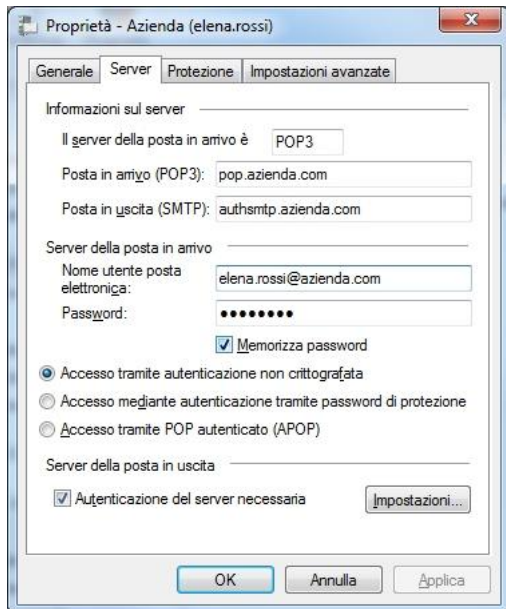 Proprietà - Azienda (elena.rossi)
Generale Server Protezione Impostazioni avanzate
Informazioni sul server
Il server della posta in arrivo è POP3
Posta in arrivo (POP3): pop.azienda.com
Posta in uscita (SMTP): authsmtp.azienda.com
Server della posta in arrivo
Nome utente posta
elettronica: elena.rossi@azienda.com
Password: ●●●●●●●●
Memorizza password
Accesso tramite autenticazione non crittografata
Accesso mediante autenticazione tramite password di protezione
Accesso tramite POP autenticato (APOP)
Server della posta in uscita
Autenticazione del server necessaria Impostazioni...
OK Annulla Applica